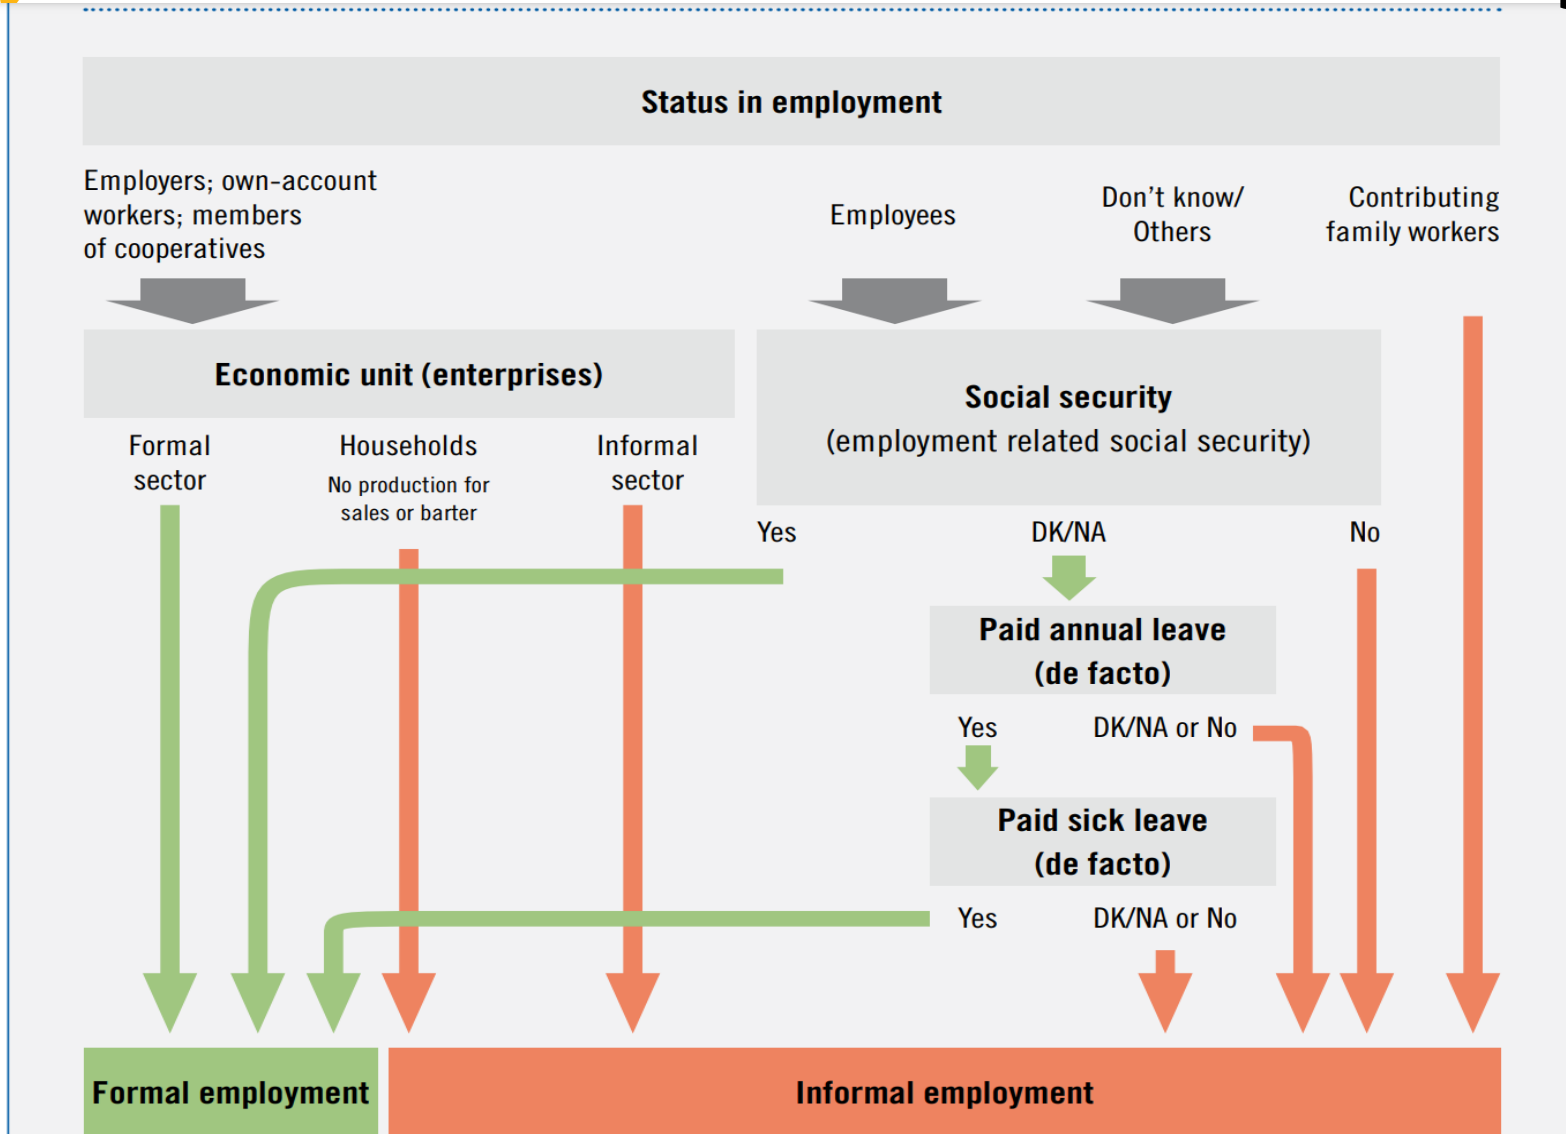 Status in employment
Employers; own-account
workers; members
of cooperatives
Employees
Don't know/
Others
Contributing
family workers
Economic unit (enterprises)
Social security
(employment related social security)
Formal
sector
Households
No production for
sales or barter
Informal
sector
Yes
DK/NA
No
Paid annual leave
(de facto)
Yes
DK/NA or No
Paid sick leave
(de facto)
Yes
DK/NA or No
Formal employment
Informal employment